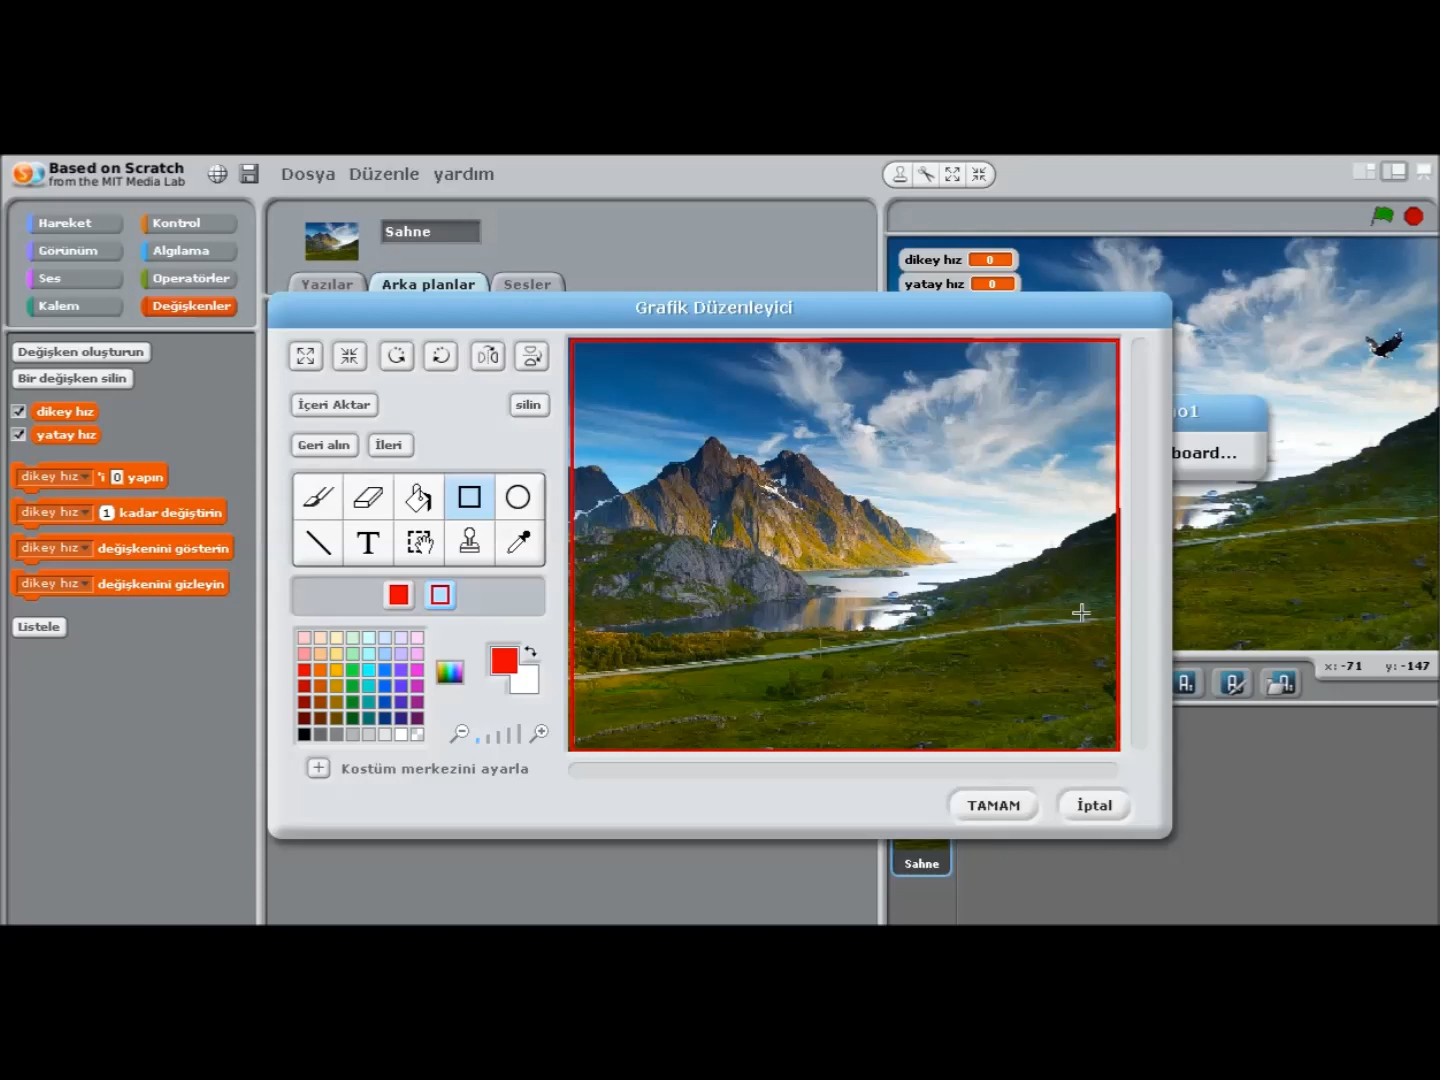 Based on Scratch
from the MIT Media Lab
Dosya Düzenle yardım
Hareket Kontrol
Görünüm Algılama
Ses Operatörler
Kalem Değişkenler
Sahne
Yazılar Arka planlar Sesler
dikey hız 0
yatay hız 0
Değişken oluşturun
Bir değişken silin
dikey hız
yatay hız
dikey hız 'i 0 yapın
dikey hız 1 kadar değiştirin
dikey hız değişkenini gösterin
dikey hız değişkenini gizleyin
Listele
Grafik Düzenleyici
İçeri Aktar silin
Geri alın İleri
T
Kostüm merkezini ayarla
TAMAM İptal
board...
x: -71 y: -147
Sahne